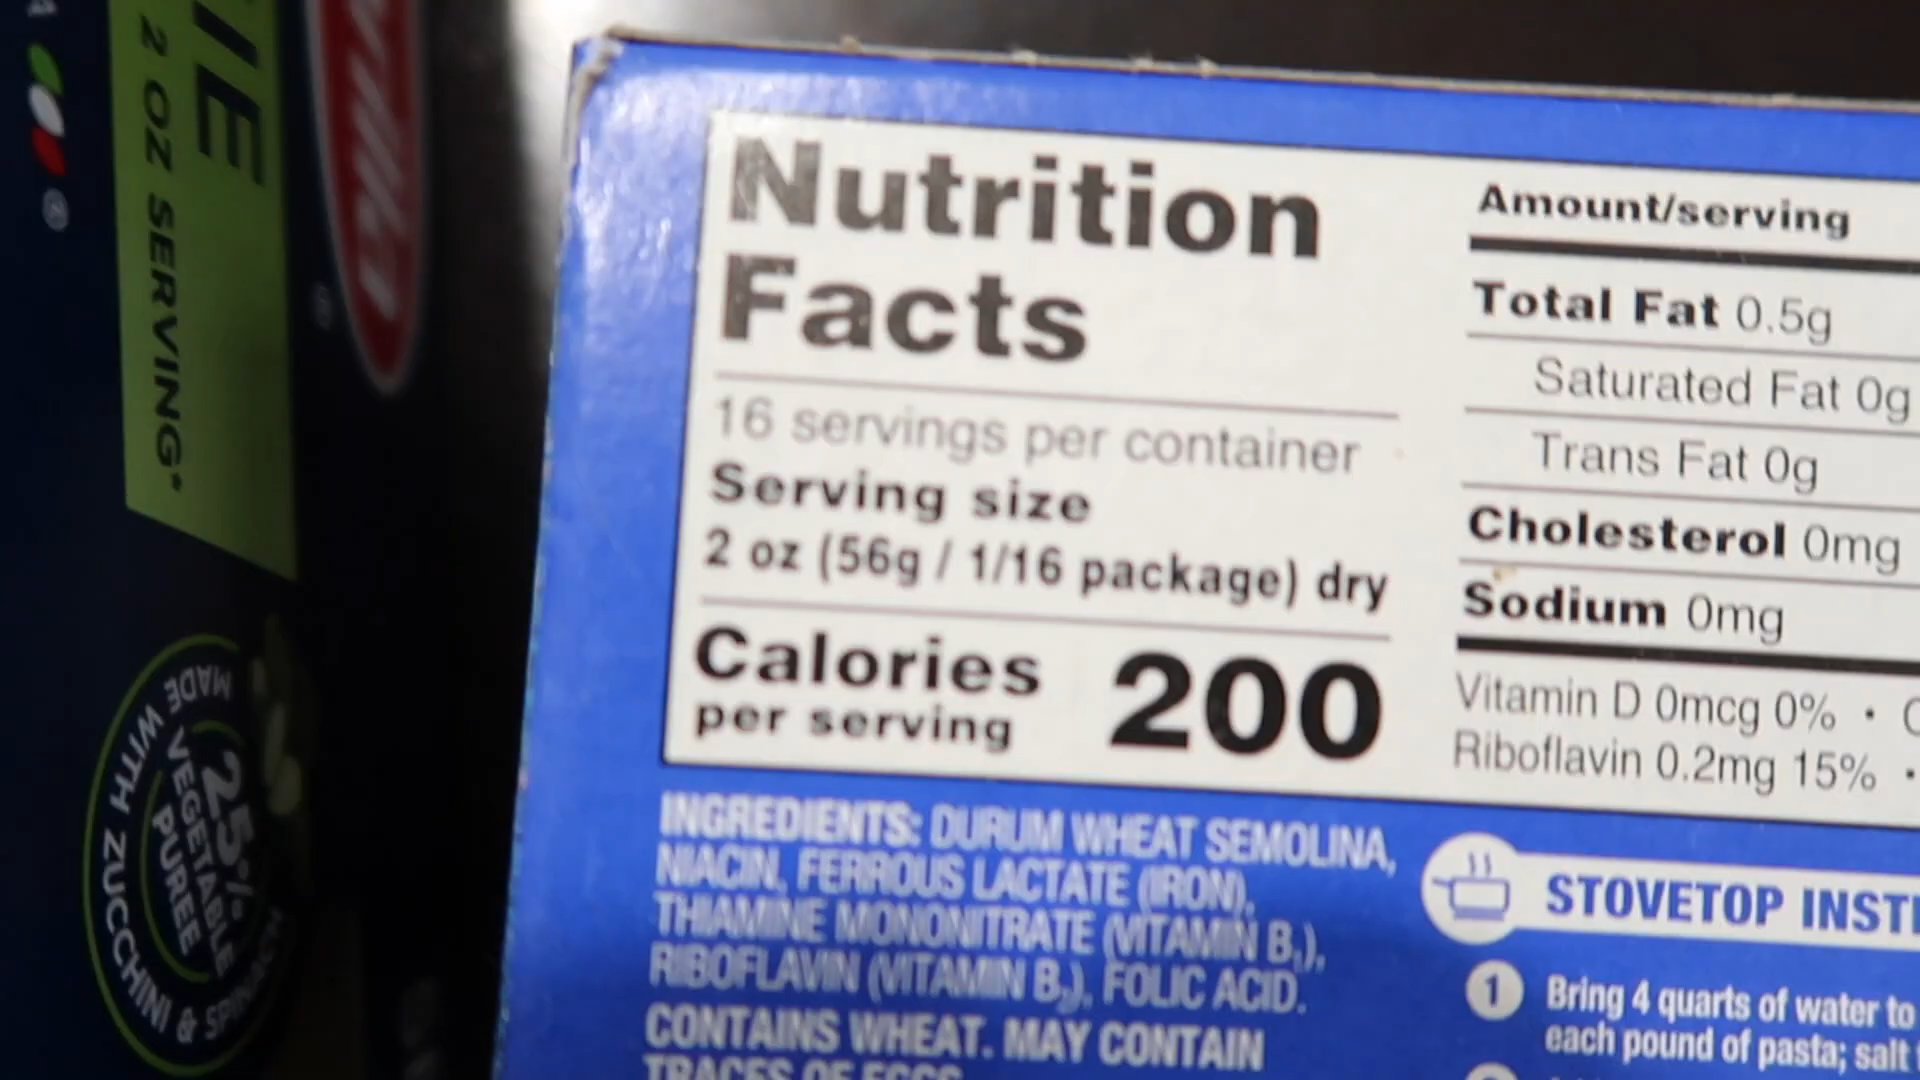 2 OZ SERVING*
MADE WITH ZUCCHINI &
25%
VEGETABLE
PUREE
Nutrition
Facts
16 servings per container
Serving size
2 oz (56g / 1/16 package) dry
Calories
per serving
200
Amount/serving
Total Fat 0.5g
Saturated Fat 0g
Trans Fat 0g
Cholesterol 0mg
Sodium 0mg
Vitamin D 0mcg 0% •
Riboflavin 0.2mg 15% •
INGREDIENTS: DURUM WHEAT SEMOLINA,
NIACIN, FERROUS LACTATE (IRON),
THIAMINE MONONITRATE (VITAMIN B₁),
RIBOFLAVIN (VITAMIN B₂), FOLIC ACID.
CONTAINS WHEAT. MAY CONTAIN
TRACES OF EGGS
STOVETOP INST
1 Bring 4 quarts of water to
each pound of pasta; salt